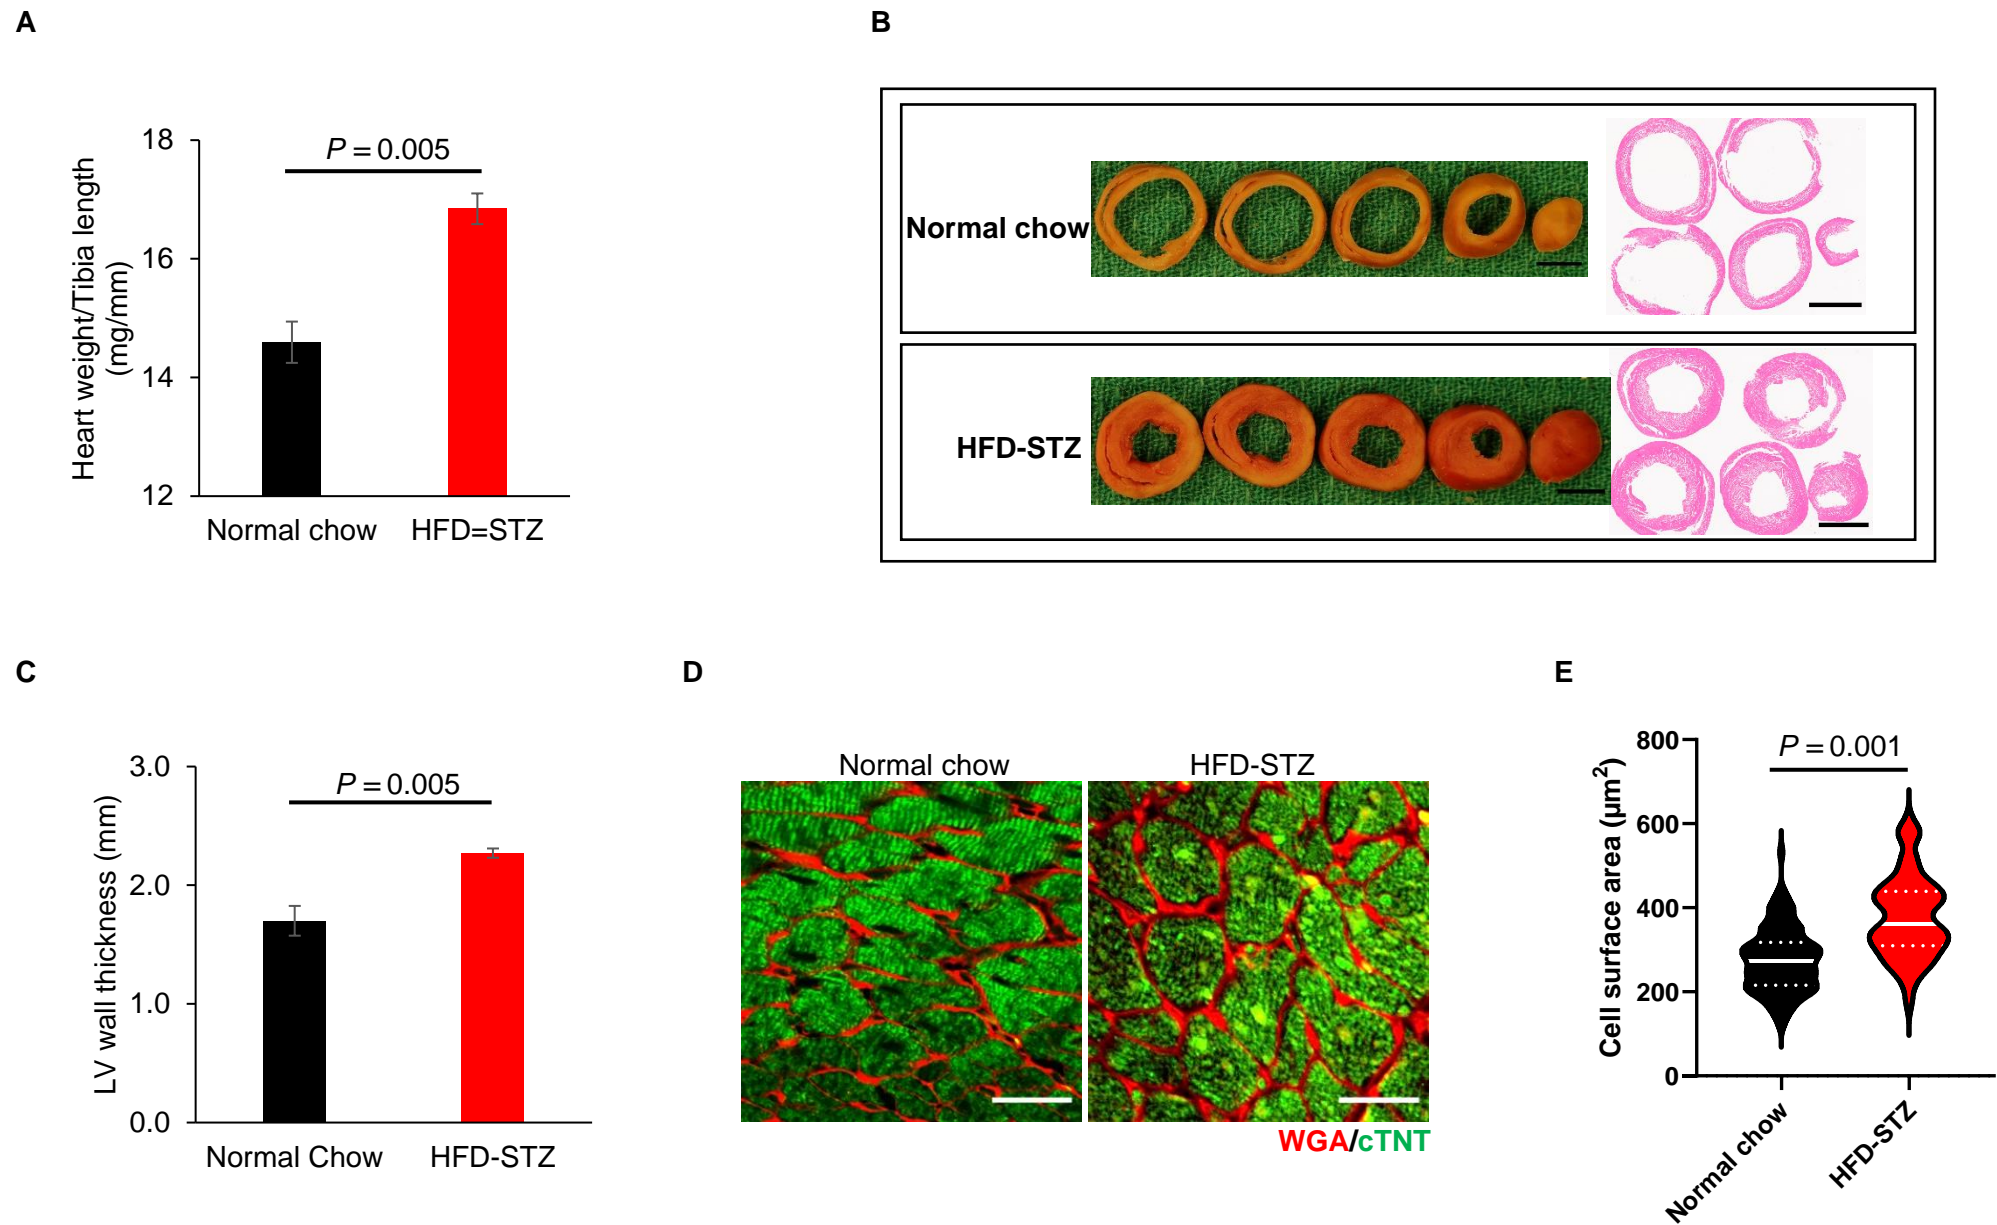 A
18
16
14
12
Heart weight/Tibia length
(mg/mm)
P = 0.005
Normal chow
HFD=STZ
B
Normal chow
HFD-STZ
C
3.0
2.0
1.0
0.0
LV wall thickness (mm)
P = 0.005
Normal Chow
HFD-STZ
D
Normal chow
HFD-STZ
WGA/cTNT
E
800
600
400
200
0
Cell surface area (µm²)
P = 0.001
Normal chow
HFD-STZ